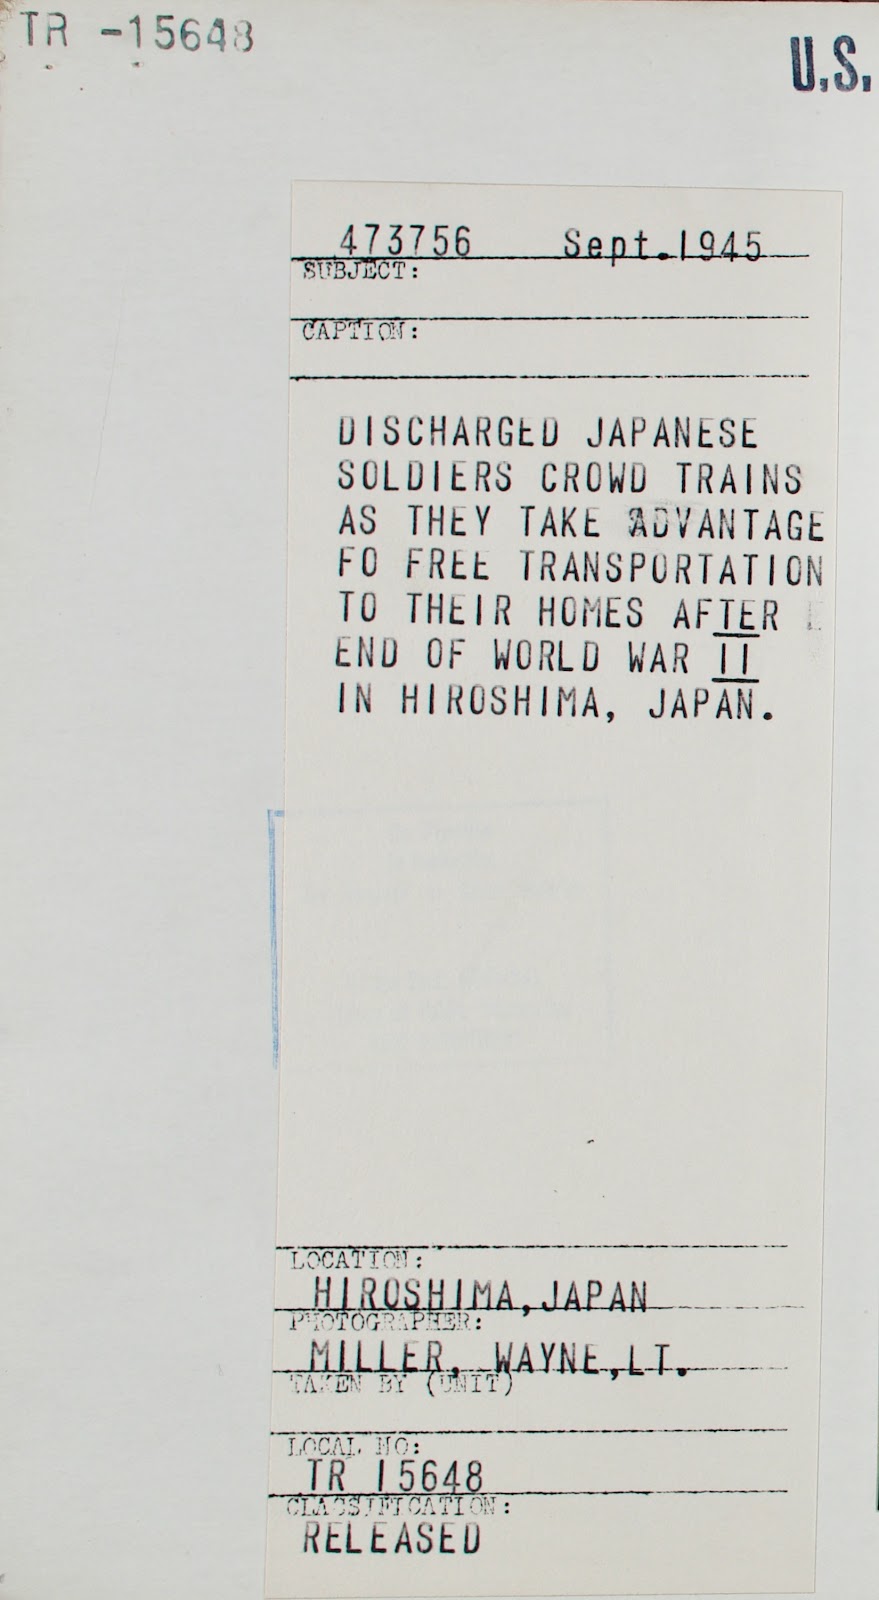 TR -15648
U.S.
473756 Sept.1945
SUBJECT:
CAPTION:
DISCHARGED JAPANESE
SOLDIERS CROWD TRAINS
AS THEY TAKE ADVANTAGE
FO FREE TRANSPORTATION
TO THEIR HOMES AFTER
END OF WORLD WAR II
IN HIROSHIMA, JAPAN.
LOCATION:
HIROSHIMA,JAPAN
PHOTOGRAPHER:
MILLER, WAYNE,LT.
TAKEN BY (UNIT)
LOCAL NO:
TR 15648
CLASSIFICATION:
RELEASED